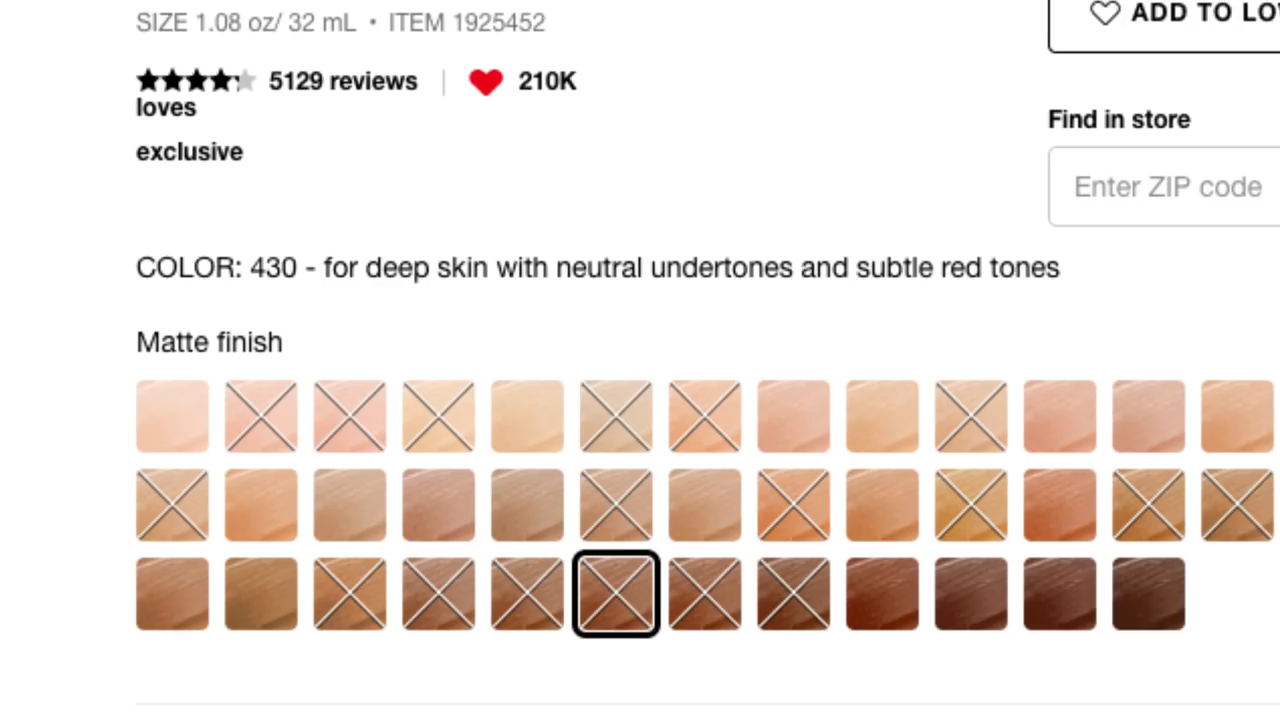 SIZE 1.08 oz/ 32 mL • ITEM 1925452
ADD TO LO
5129 reviews | 210K
loves
exclusive
Find in store
Enter ZIP code
COLOR: 430 - for deep skin with neutral undertones and subtle red tones
Matte finish